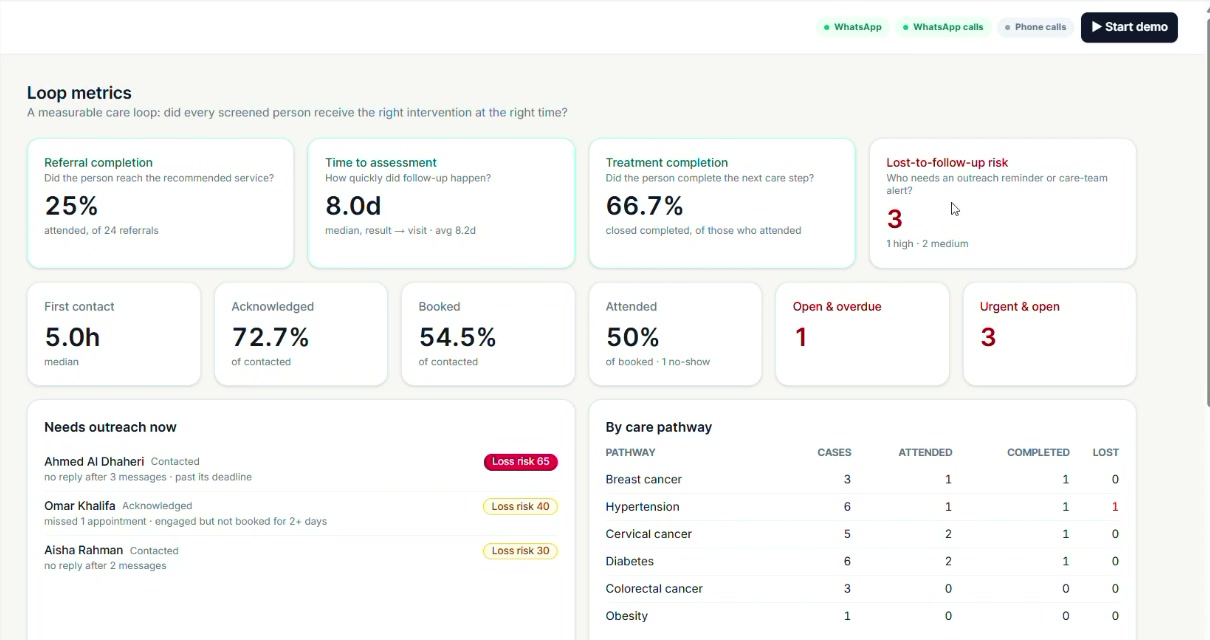 WhatsApp WhatsApp calls Phone calls ▶ Start demo
Loop metrics
A measurable care loop: did every screened person receive the right intervention at the right time?
Referral completion
Did the person reach the recommended service?
25%
attended, of 24 referrals
Time to assessment
How quickly did follow-up happen?
8.0d
median, result → visit · avg 8.2d
Treatment completion
Did the person complete the next care step?
66.7%
closed completed, of those who attended
Lost-to-follow-up risk
Who needs an outreach reminder or care-team
alert?
3
1 high · 2 medium
First contact
5.0h
median
Acknowledged
72.7%
of contacted
Booked
54.5%
of contacted
Attended
50%
of booked · 1 no-show
Open & overdue
1
Urgent & open
3
Needs outreach now
Ahmed Al Dhaheri Contacted Loss risk 65
no reply after 3 messages · past its deadline
Omar Khalifa Acknowledged Loss risk 40
missed 1 appointment · engaged but not booked for 2+ days
Aisha Rahman Contacted Loss risk 30
no reply after 2 messages
By care pathway
PATHWAY CASES ATTENDED COMPLETED LOST
Breast cancer 3 1 1 0
Hypertension 6 1 1 1
Cervical cancer 5 2 1 0
Diabetes 6 2 1 0
Colorectal cancer 3 0 0 0
Obesity 1 0 0 0